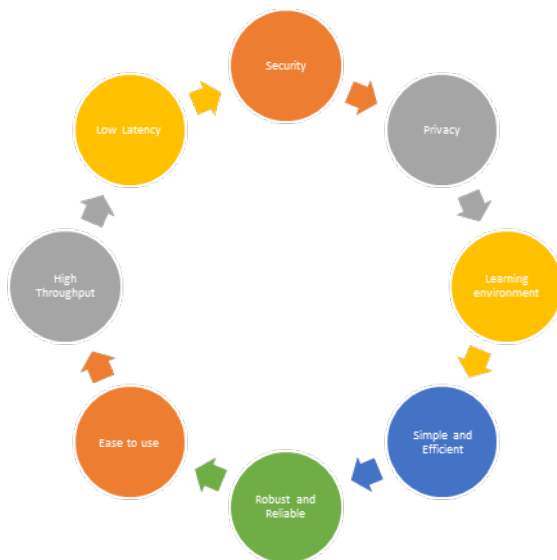 Security
Privacy
Learning
environment
Simple and
Efficient
Robust and
Reliable
Ease to use
High
Throughput
Low Latency